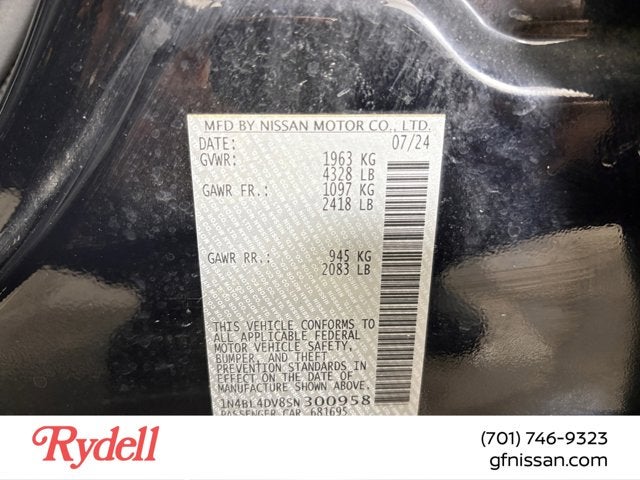 MFD BY NISSAN MOTOR CO., LTD.
DATE: 07/24
GVWR: 1963 KG
4328 LB
GAWR FR.: 1097 KG
2418 LB
GAWR RR.: 945 KG
2083 LB
THIS VEHICLE CONFORMS TO
ALL APPLICABLE FEDERAL
MOTOR VEHICLE SAFETY,
BUMPER, AND THEFT
PREVENTION STANDARDS IN
EFFECT ON THE DATE OF
MANUFACTURE SHOWN ABOVE.
1N4BL4DV8SN300958
PASSENGER CAR 681695
Rydell
(701) 746-9323
gfnissan.com